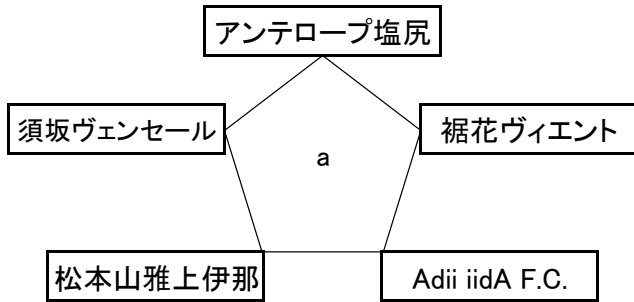 アンテロープ塩尻
須坂ヴェンセール
裾花ヴィエント
a
松本山雅上伊那
Adii iidA F.C.